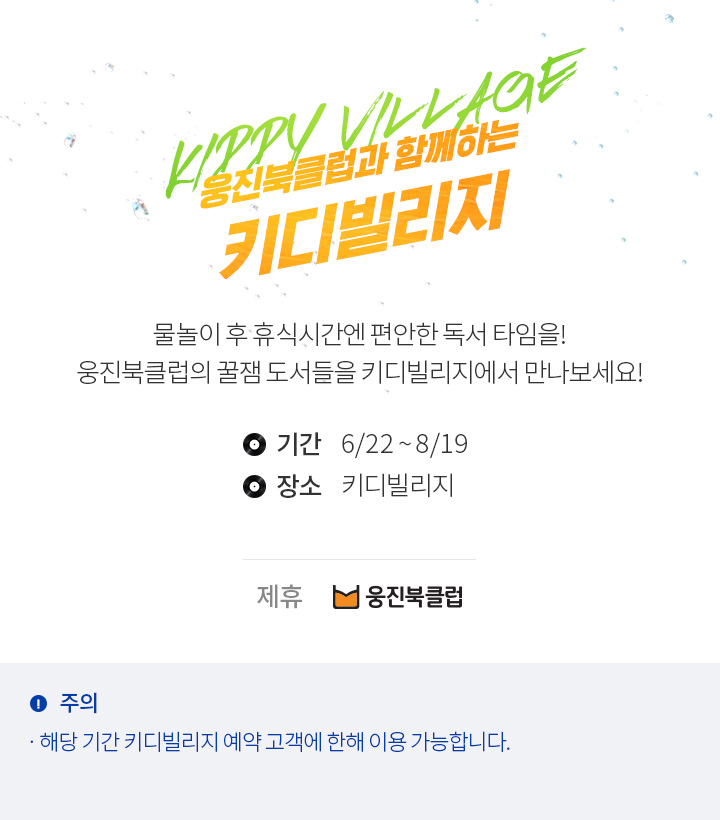 KIPPY VILLAGE
웅진북클럽과 함께하는
키디빌리지
물놀이 후 휴식시간엔 편안한 독서 타임을!
웅진북클럽의 꿀잼 도서들을 키디빌리지에서 만나보세요!
기간 6/22 ~ 8/19
장소 키디빌리지
제휴 웅진북클럽
주의
· 해당 기간 키디빌리지 예약 고객에 한해 이용 가능합니다.